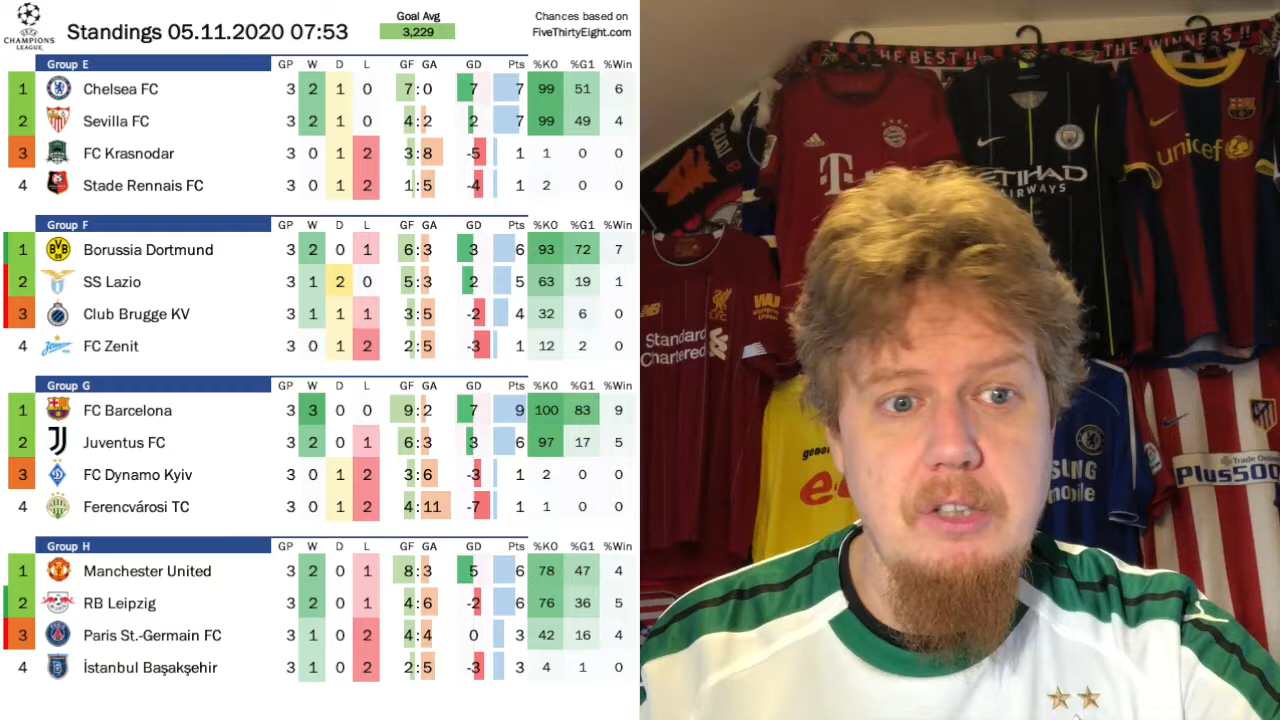 CHAMPIONS LEAGUE
Standings 05.11.2020 07:53
Goal Avg
3,229
Chances based on
FiveThirtyEight.com
Group E GP W D L GF GA GD Pts %KO %G1 %Win
1 Chelsea FC 3 2 1 0 7:0 7 7 99 51 6
2 Sevilla FC 3 2 1 0 4:2 2 7 99 49 4
3 FC Krasnodar 3 0 1 2 3:8 -5 1 1 0 0
4 Stade Rennais FC 3 0 1 2 1:5 -4 1 2 0 0
Group F GP W D L GF GA GD Pts %KO %G1 %Win
1 Borussia Dortmund 3 2 0 1 6:3 3 6 93 72 7
2 SS Lazio 3 1 2 0 5:3 2 5 63 19 1
3 Club Brugge KV 3 1 1 1 3:5 -2 4 32 6 0
4 FC Zenit 3 0 1 2 2:5 -3 1 12 2 0
Group G GP W D L GF GA GD Pts %KO %G1 %Win
1 FC Barcelona 3 3 0 0 9:2 7 9 100 83 9
2 Juventus FC 3 2 0 1 6:3 3 6 97 17 5
3 FC Dynamo Kyiv 3 0 1 2 3:6 -3 1 2 0 0
4 Ferencvárosi TC 3 0 1 2 4:11 -7 1 1 0 0
Group H GP W D L GF GA GD Pts %KO %G1 %Win
1 Manchester United 3 2 0 1 8:3 5 6 78 47 4
2 RB Leipzig 3 2 0 1 4:6 -2 6 76 36 5
3 Paris St.-Germain FC 3 1 0 2 4:4 0 3 42 16 4
4 İstanbul Başakşehir 3 1 0 2 2:5 -3 3 4 1 0
THE BEST !!
THE WINNERS !!
T
ETIHAD
AIRWAYS
unicef
Standard
Chartered
Trade Online
Plus500
mobile